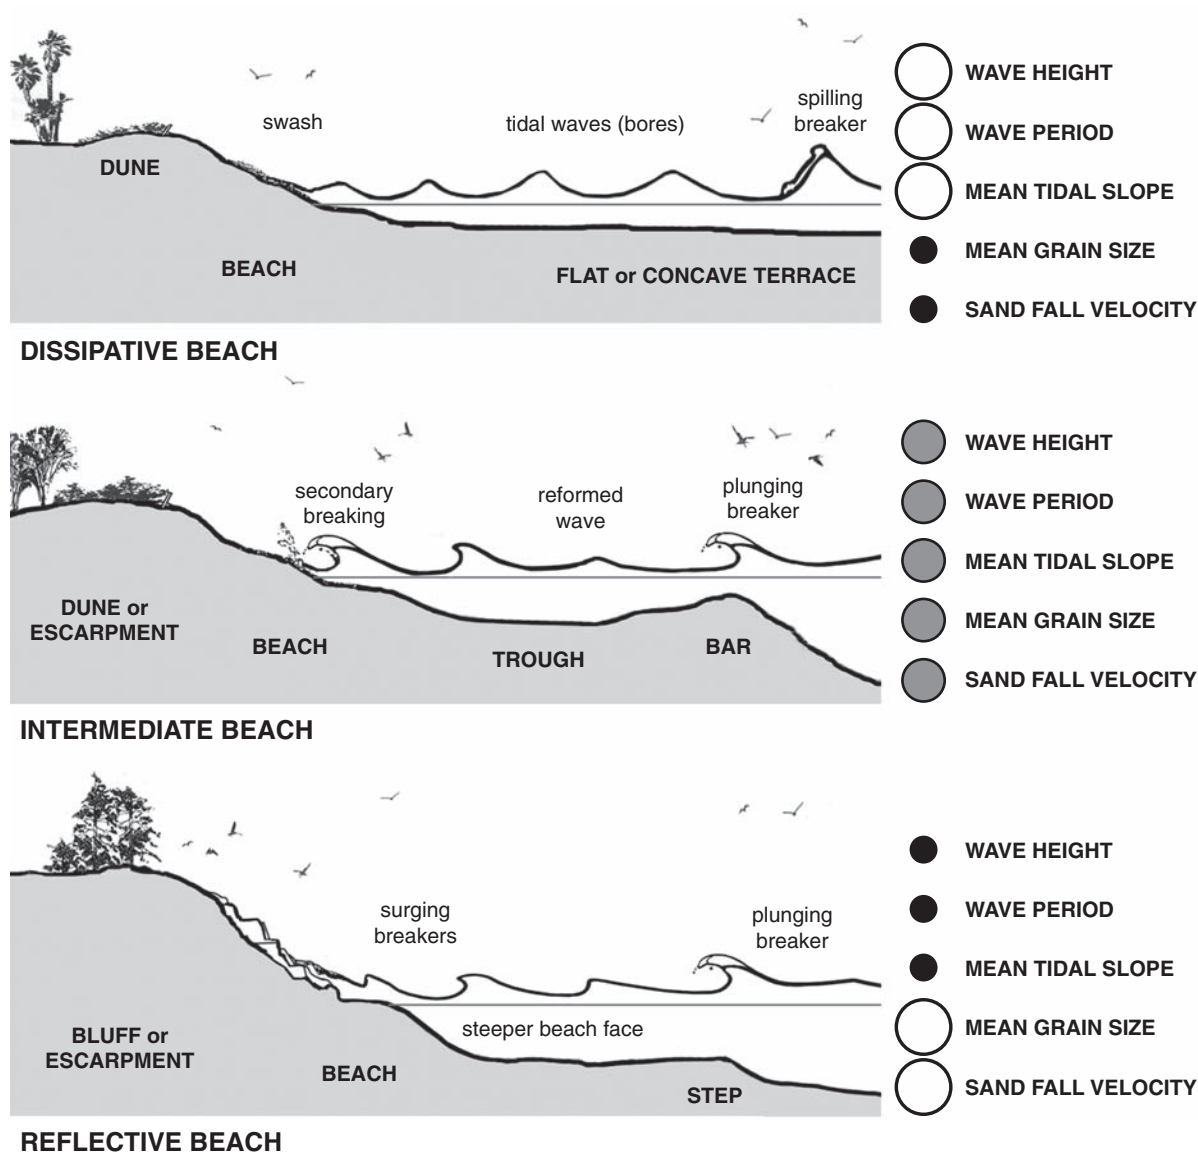 swash
tidal waves (bores)
spilling
breaker
DUNE
BEACH
FLAT or CONCAVE TERRACE
WAVE HEIGHT
WAVE PERIOD
MEAN TIDAL SLOPE
MEAN GRAIN SIZE
SAND FALL VELOCITY
DISSIPATIVE BEACH
secondary
breaking
reformed
wave
plunging
breaker
DUNE or
ESCARPMENT
BEACH
TROUGH
BAR
WAVE HEIGHT
WAVE PERIOD
MEAN TIDAL SLOPE
MEAN GRAIN SIZE
SAND FALL VELOCITY
INTERMEDIATE BEACH
surging
breakers
plunging
breaker
steeper beach face
BLUFF or
ESCARPMENT
BEACH
STEP
WAVE HEIGHT
WAVE PERIOD
MEAN TIDAL SLOPE
MEAN GRAIN SIZE
SAND FALL VELOCITY
REFLECTIVE BEACH